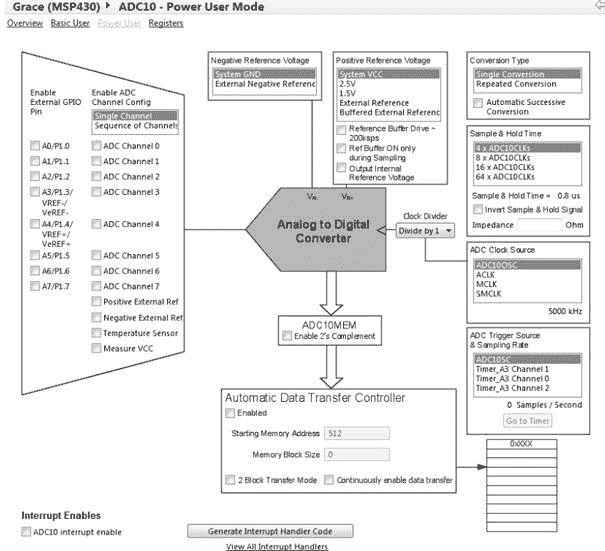 Grace (MSP430) ▸ ADC10 - Power User Mode
Overview Basic User Power User Registers
Negative Reference Voltage
System GND
External Negative Referenc
Positive Reference Voltage
System VCC
2.5V
1.5V
External Reference
Buffered External Referenc
Reference Buffer Drive ~
200ksps
Ref Buffer ON only
during Sampling
Output Internal
Reference Voltage
Conversion Type
Single Conversion
Repeated Conversion
Automatic Successive
Conversion
Enable
External GPIO
Pin
Enable ADC
Channel Config
Single Channel
Sequence of Channels
A0/P1.0 ADC Channel 0
A1/P1.1 ADC Channel 1
A2/P1.2 ADC Channel 2
A3/P1.3/
VREF-/
VeREF-
ADC Channel 3
A4/P1.4/
VREF+/
VeREF+
ADC Channel 4
A5/P1.5 ADC Channel 5
A6/P1.6 ADC Channel 6
A7/P1.7 ADC Channel 7
Positive External Ref
Negative External Ref
Temperature Sensor
Measure VCC
Sample & Hold Time
4 x ADC10CLKs
8 x ADC10CLKs
16 x ADC10CLKs
64 x ADC10CLKs
Sample & Hold Time = 0.8 us
Invert Sample & Hold Signal
Impedance Ohm
VR- VR+
Analog to Digital
Converter
Clock Divider
Divide by 1
ADC Clock Source
ADC10OSC
ACLK
MCLK
SMCLK
5000 kHz
ADC10MEM
Enable 2's Complement
ADC Trigger Source
& Sampling Rate
ADC10SC
Timer_A3 Channel 1
Timer_A3 Channel 0
Timer_A3 Channel 2
0 Samples / Second
Go to Timer
Automatic Data Transfer Controller
Enabled
Starting Memory Address 512
Memory Block Size 0
2 Block Transfer Mode Continuously enable data transfer
0xXXX
Interrupt Enables
ADC10 interrupt enable
Generate Interrupt Handler Code
View All Interrupt Handlers